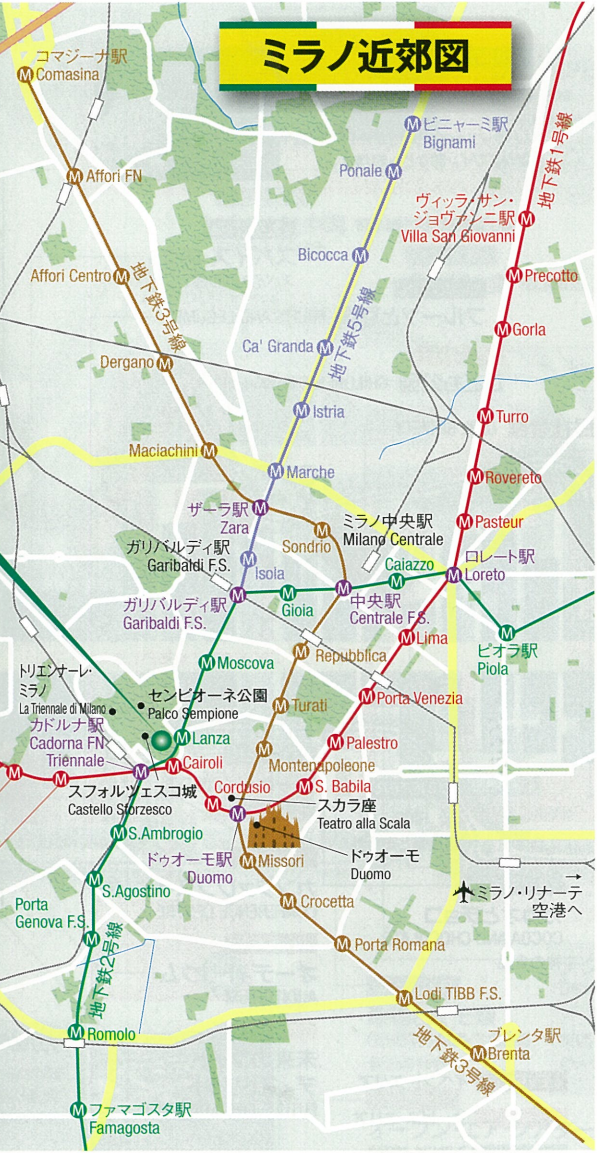 ミラノ近郊図
コマジーナ駅
Comasina
ビニャーミ駅
Bignami
地下鉄1号線
Ponale
Affori FN
ヴィッラ・サン・
ジョヴァンニ駅
Villa San Giovanni
Bicocca
Affori Centro
地下鉄3号線
Precotto
地下鉄5号線
Gorla
Ca' Granda
Dergano
Istria
Turro
Maciachini
Marche
Rovereto
ザーラ駅
Zara
Sondrio
ミラノ中央駅
Milano Centrale
Pasteur
ガリバルディ駅
Garibaldi F.S.
Isola
Caiazzo
ロレート駅
Loreto
ガリバルディ駅
Garibaldi F.S.
Gioia
中央駅
Centrale F.S.
Lima
ピオラ駅
Piola
Repubblica
Moscova
トリエンナーレ・
ミラノ
La Triennale di Milano
センピオーネ公園
Palco Sempione
Turati
Porta Venezia
カドルナ駅
Cadorna FN
Triennale
Lanza
Palestro
Cairoli
Montenapoleone
スフォルツェスコ城
Castello Sforzesco
Cordusio
S. Babila
スカラ座
Teatro alla Scala
S.Ambrogio
ドゥオーモ駅
Duomo
Missori
ドゥオーモ
Duomo
S.Agostino
Crocetta
ミラノ・リナーテ
空港へ
→
Porta
Genova F.S.
Porta Romana
地下鉄2号線
Lodi TIBB F.S.
Romolo
地下鉄3号線
ブレンタ駅
Brenta
ファマゴスタ駅
Famagosta